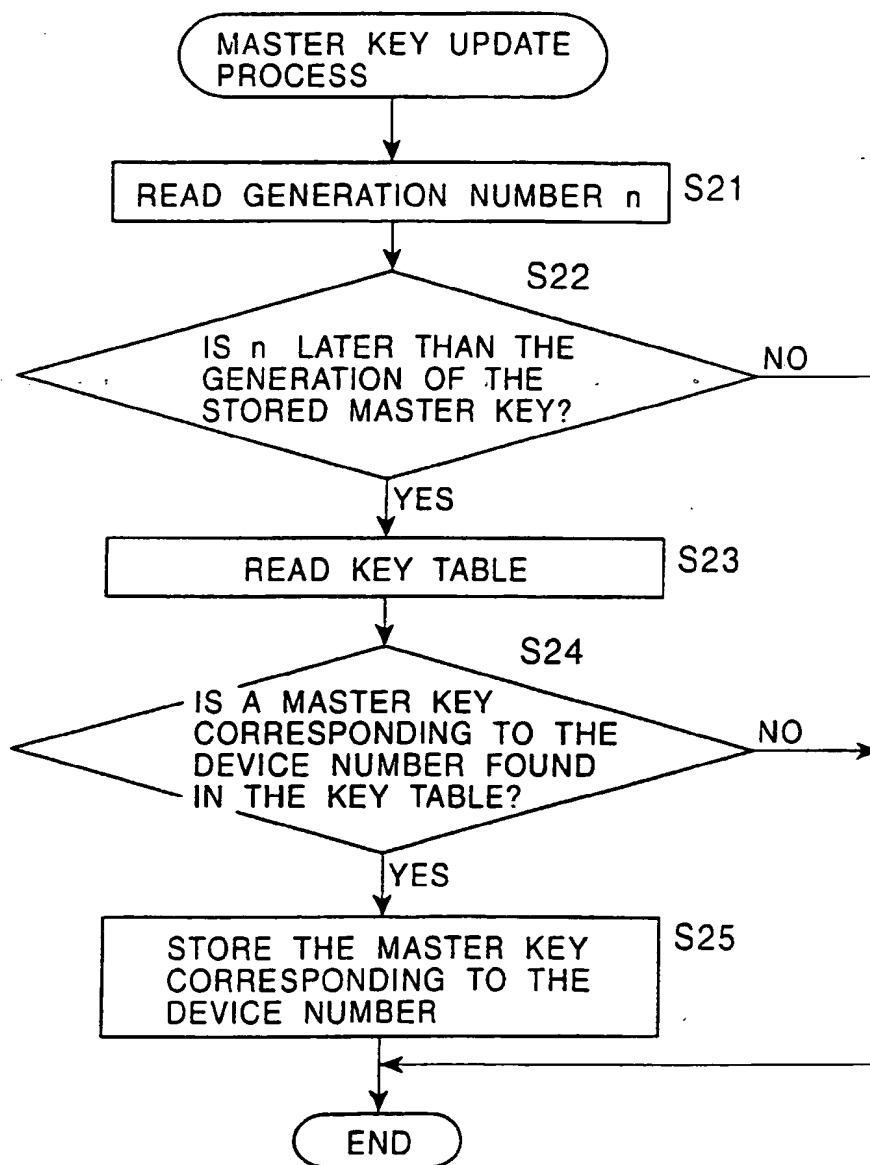 MASTER KEY UPDATE
PROCESS
READ GENERATION NUMBER n
S21
S22
IS n LATER THAN THE
GENERATION OF THE
STORED MASTER KEY?
NO
YES
READ KEY TABLE
S23
S24
IS A MASTER KEY
CORRESPONDING TO THE
DEVICE NUMBER FOUND
IN THE KEY TABLE?
NO
YES
STORE THE MASTER KEY
CORRESPONDING TO THE
DEVICE NUMBER
S25
END